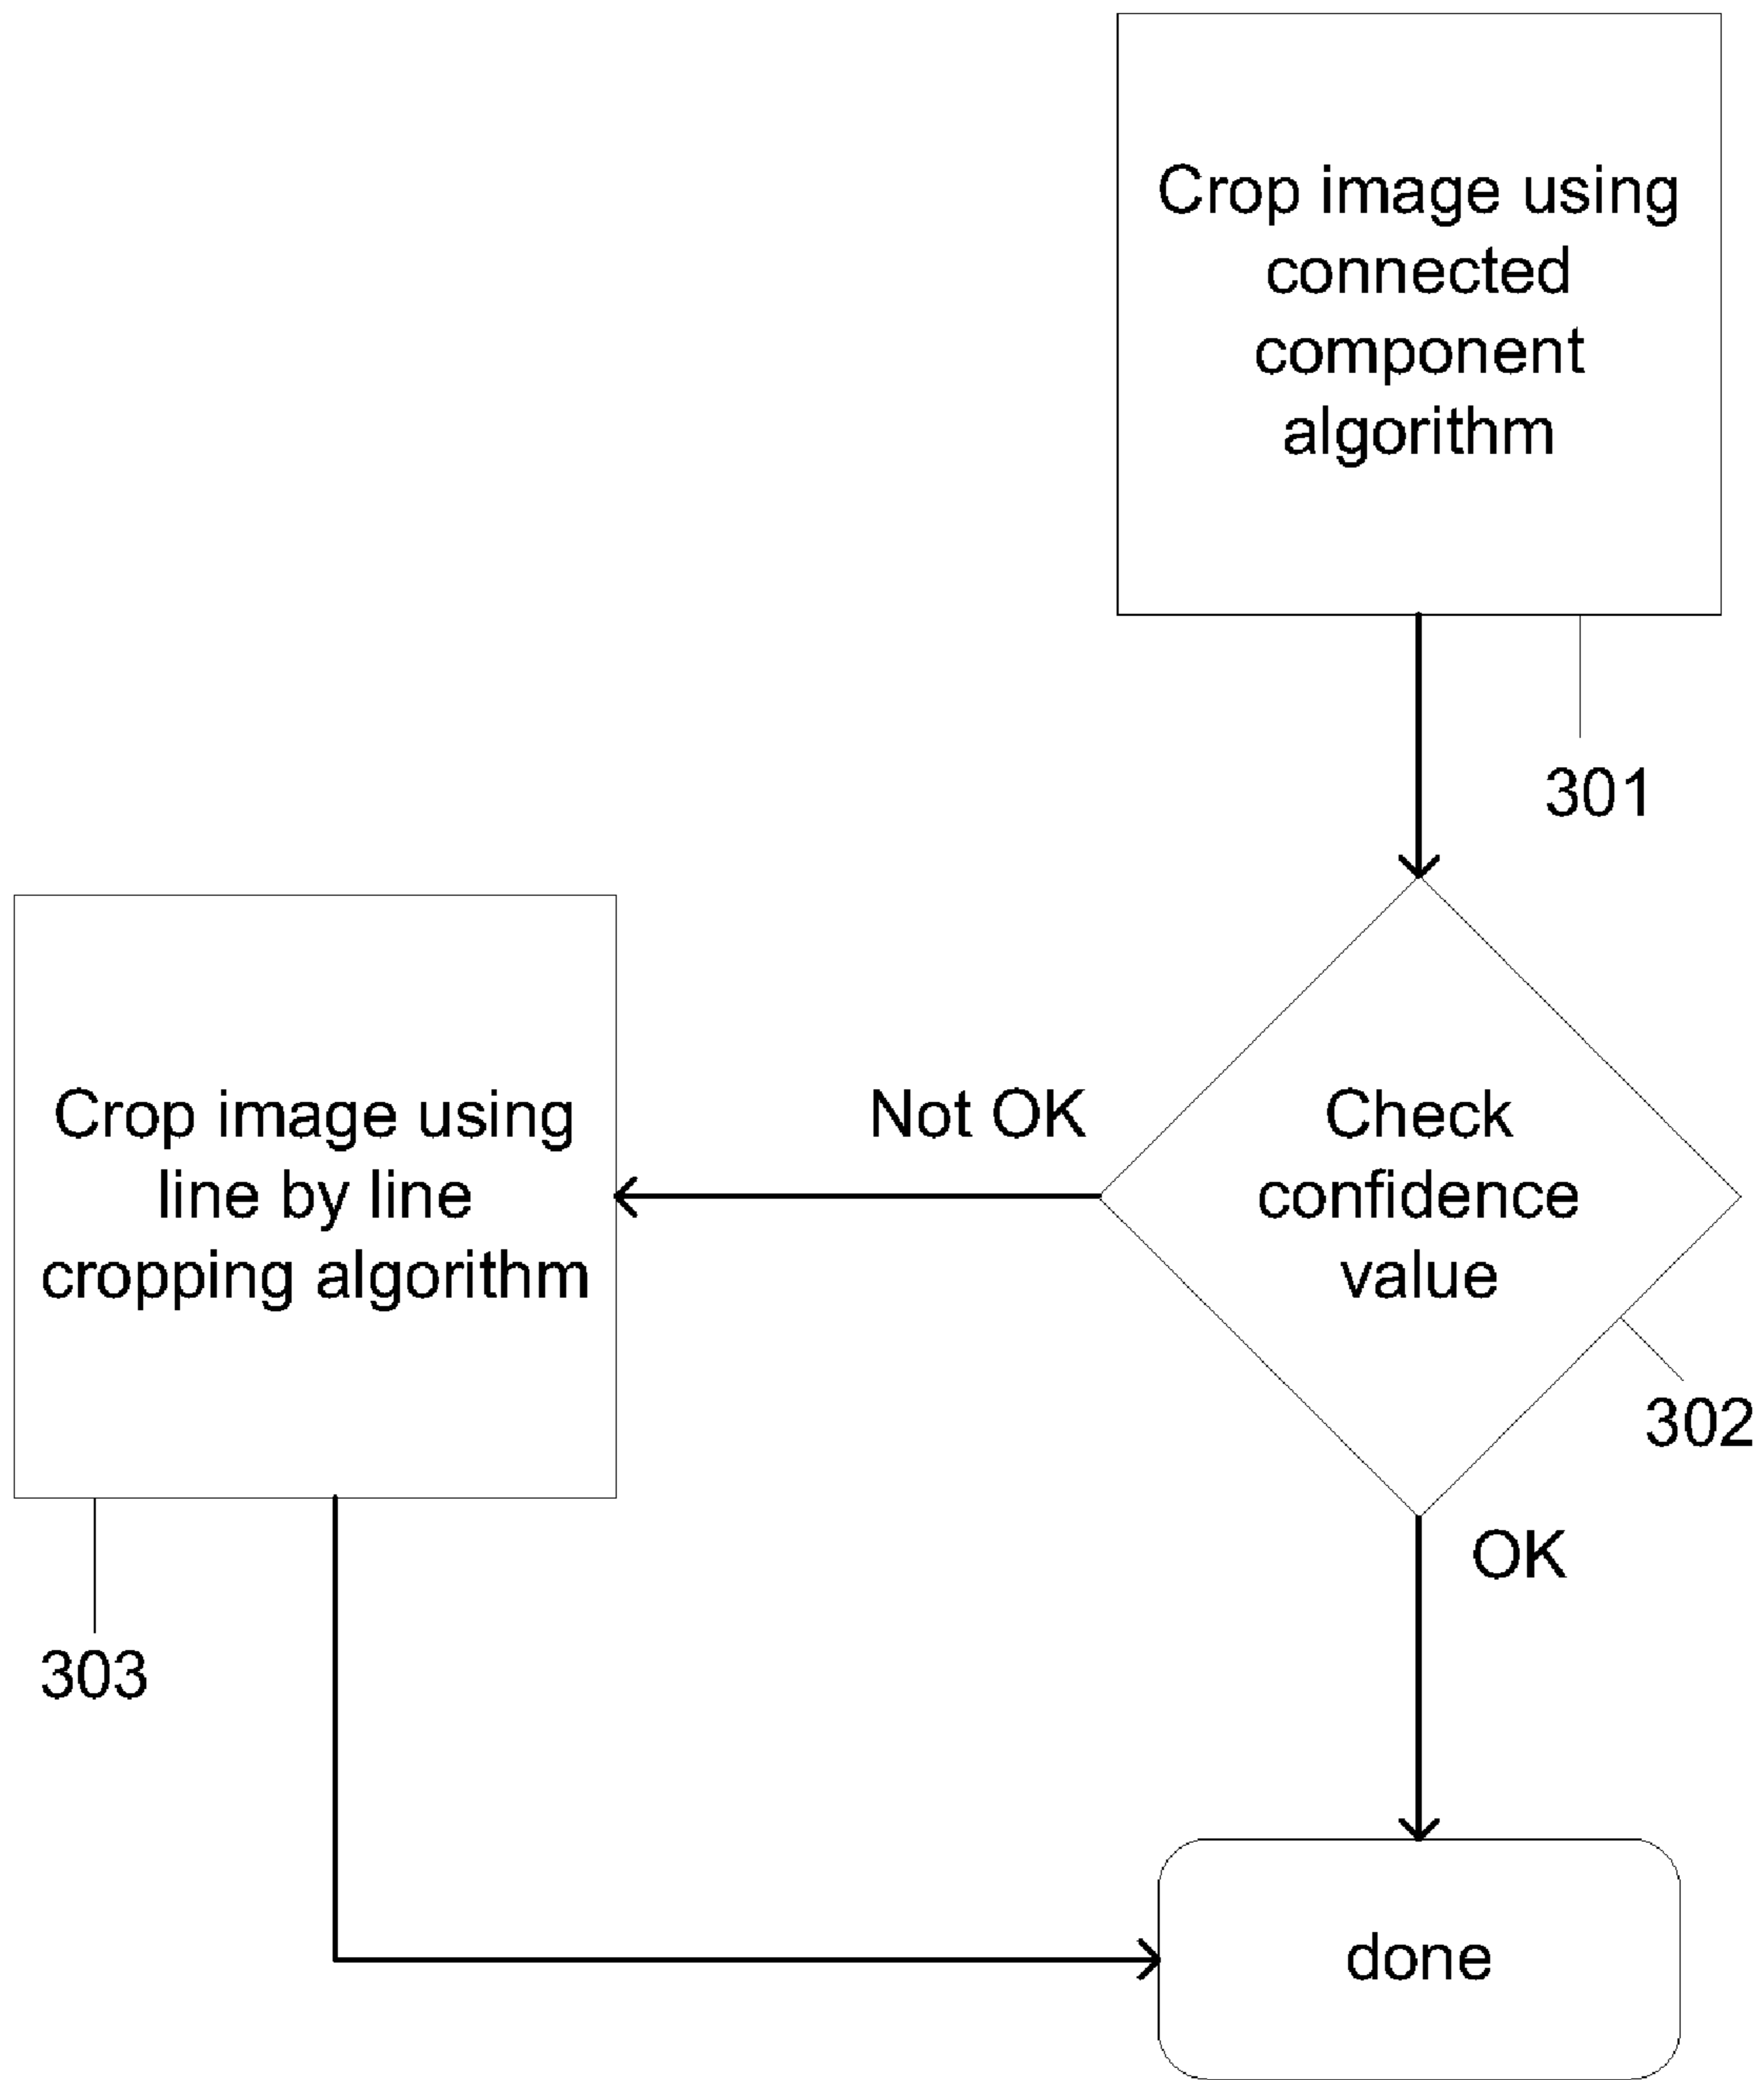 Crop image using
connected
component
algorithm
301
Crop image using
line by line
cropping algorithm
Not OK
Check
confidence
value
302
OK
303
done